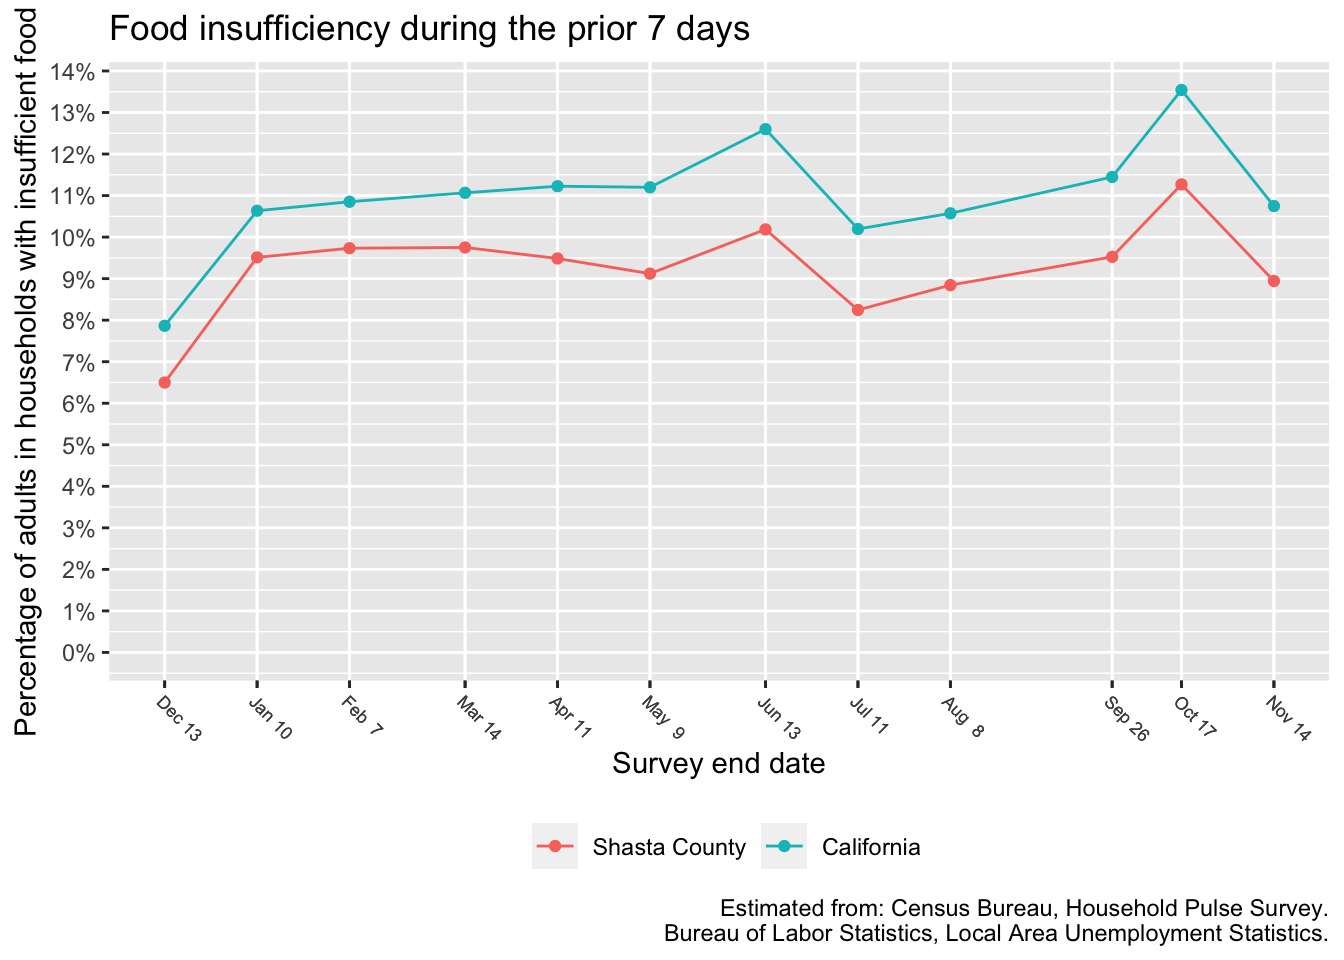 Food insufficiency during the prior 7 days
Percentage of adults in households with insufficient food
14%
13%
12%
11%
10%
9%
8%
7%
6%
5%
4%
3%
2%
1%
0%
Dec 13
Jan 10
Feb 7
Mar 14
Apr 11
May 9
Jun 13
Jul 11
Aug 8
Sep 26
Oct 17
Nov 14
Survey end date
Shasta County
California
Estimated from: Census Bureau, Household Pulse Survey.
Bureau of Labor Statistics, Local Area Unemployment Statistics.